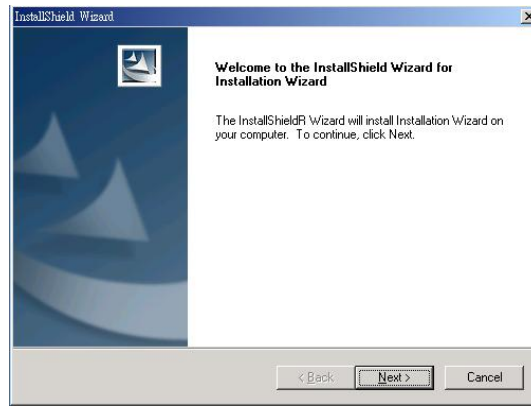 InstallShield Wizard
Welcome to the InstallShield Wizard for
Installation Wizard
The InstallShieldR Wizard will install Installation Wizard on
your computer. To continue, click Next.
< Back
Next >
Cancel